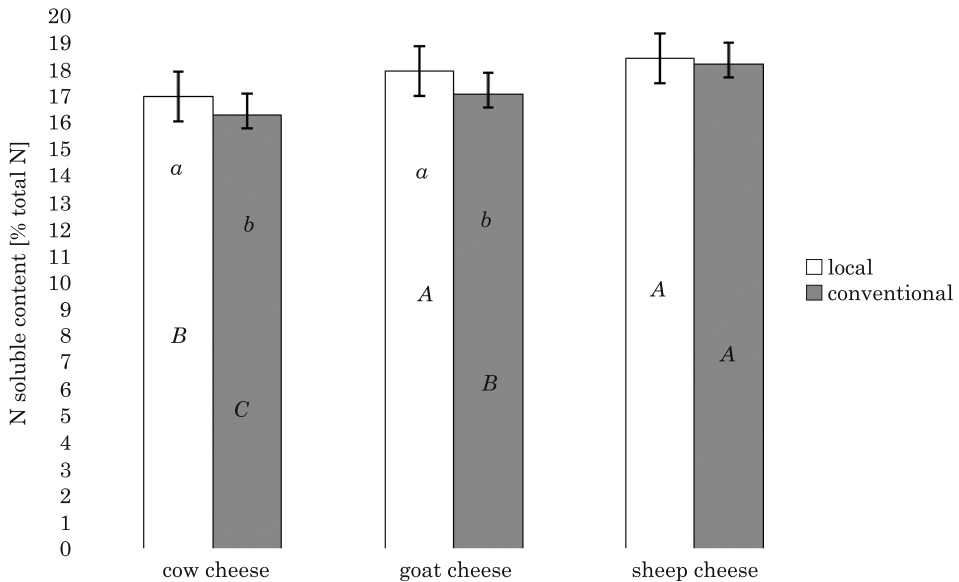 N soluble content [% total N]
20
19
18
17
16
15
14
13
12
11
10
9
8
7
6
5
4
3
2
1
0
a
b
B
C
a
b
A
B
A
A
cow cheese
goat cheese
sheep cheese
local
conventional